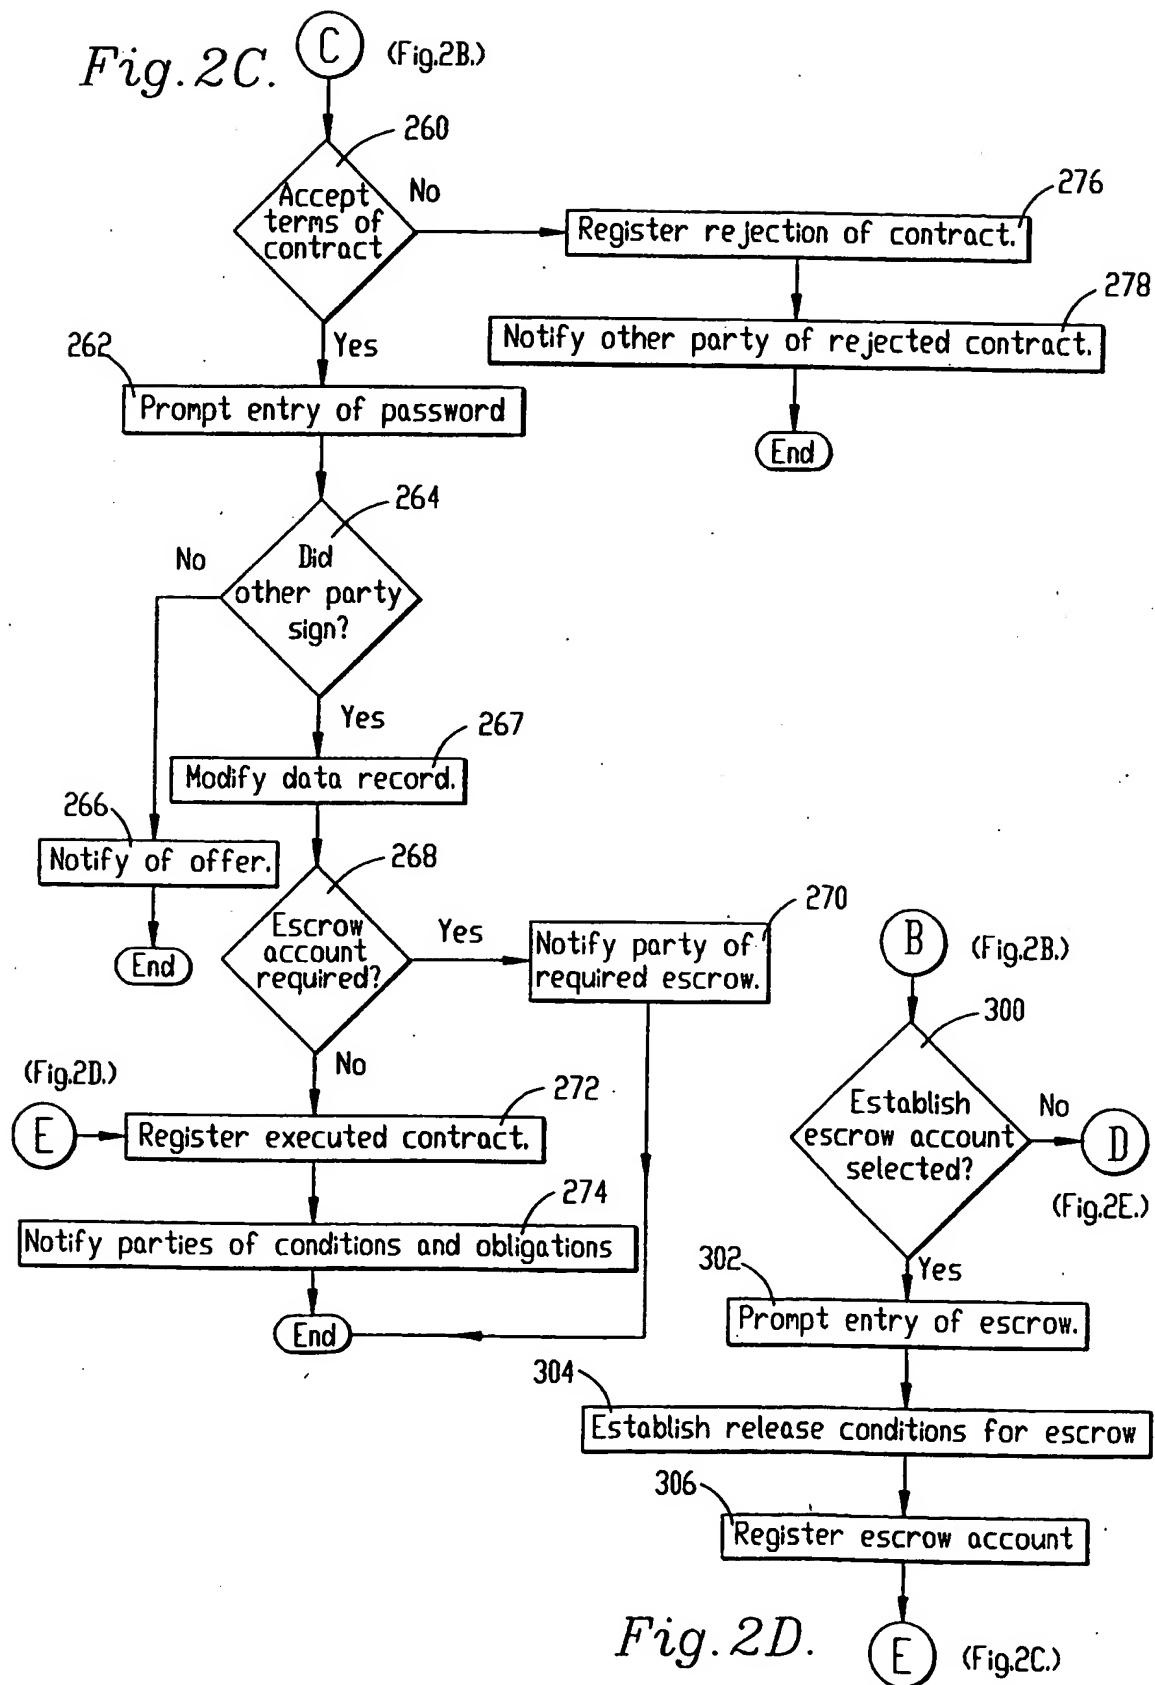 Fig. 2C.
C
(Fig.2B.)
260
Accept
terms of
contract
No
276
Register rejection of contract.
278
Notify other party of rejected contract.
End
Yes
262
Prompt entry of password
264
Did
other party
sign?
No
Yes
267
Modify data record.
266
Notify of offer.
End
268
Escrow
account
required?
Yes
270
Notify party of
required escrow.
No
(Fig.2D.)
E
272
Register executed contract.
274
Notify parties of conditions and obligations
End
B
(Fig.2B.)
300
Establish
escrow account
selected?
No
D
(Fig.2E.)
Yes
302
Prompt entry of escrow.
304
Establish release conditions for escrow
306
Register escrow account
Fig. 2D.
E
(Fig.2C.)